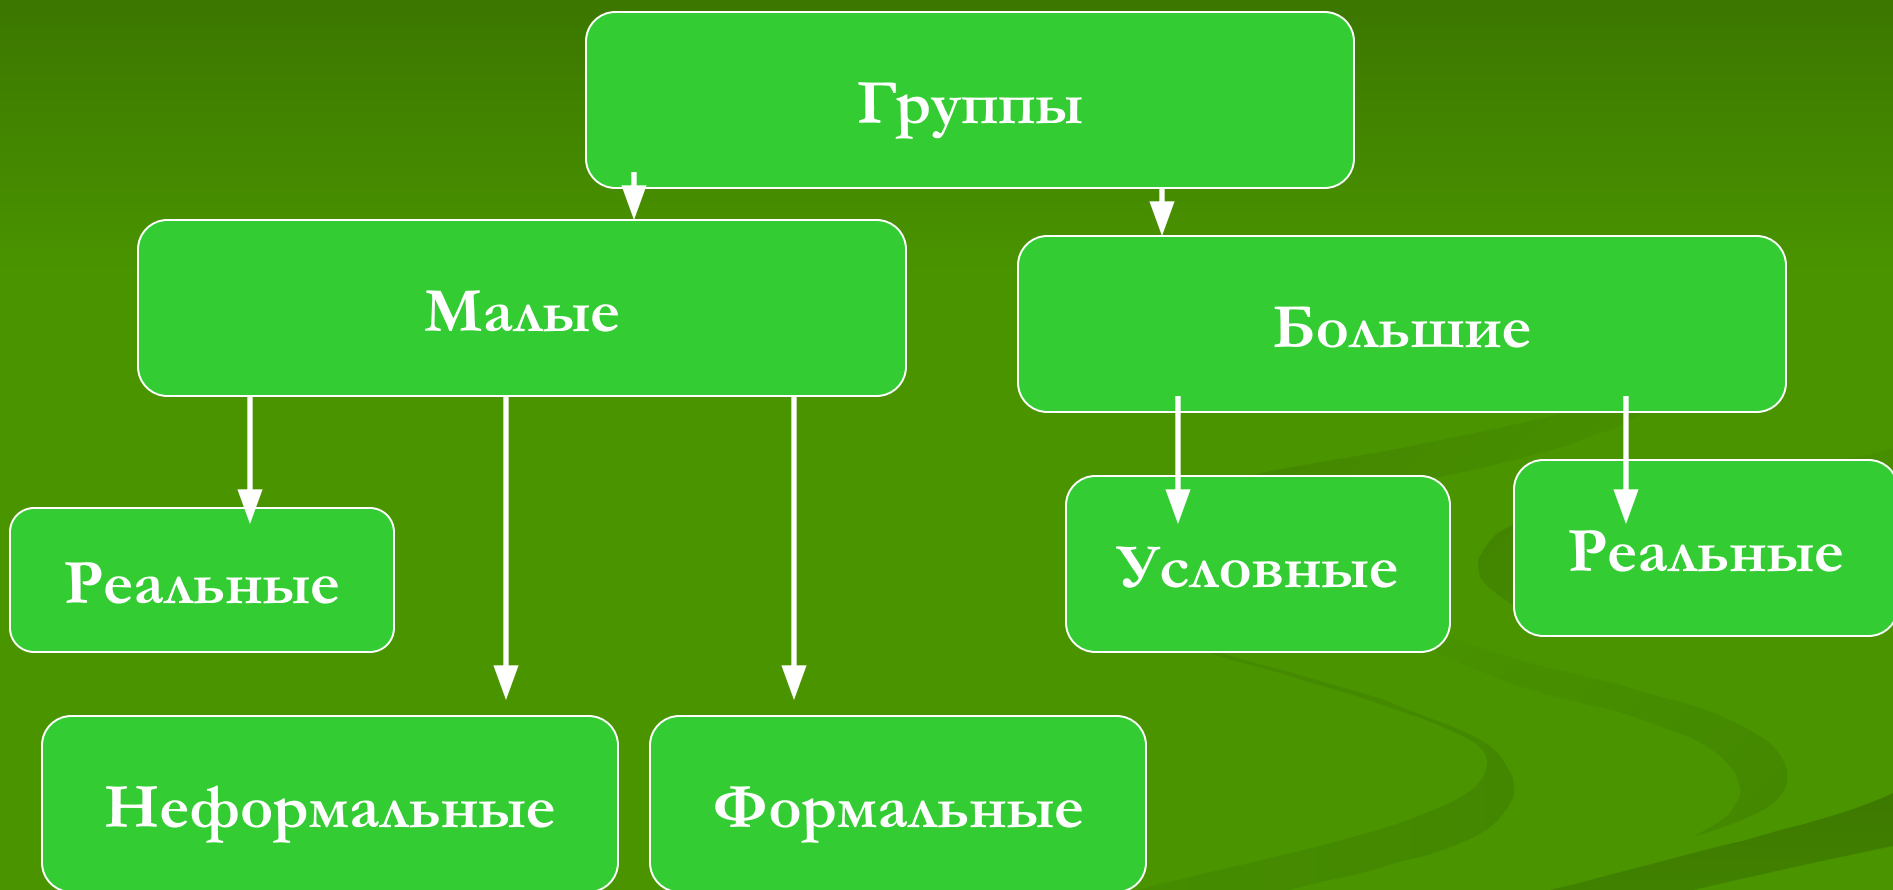 Группы
Малые
Большие
Реальные
Условные
Реальные
Неформальные
Формальные